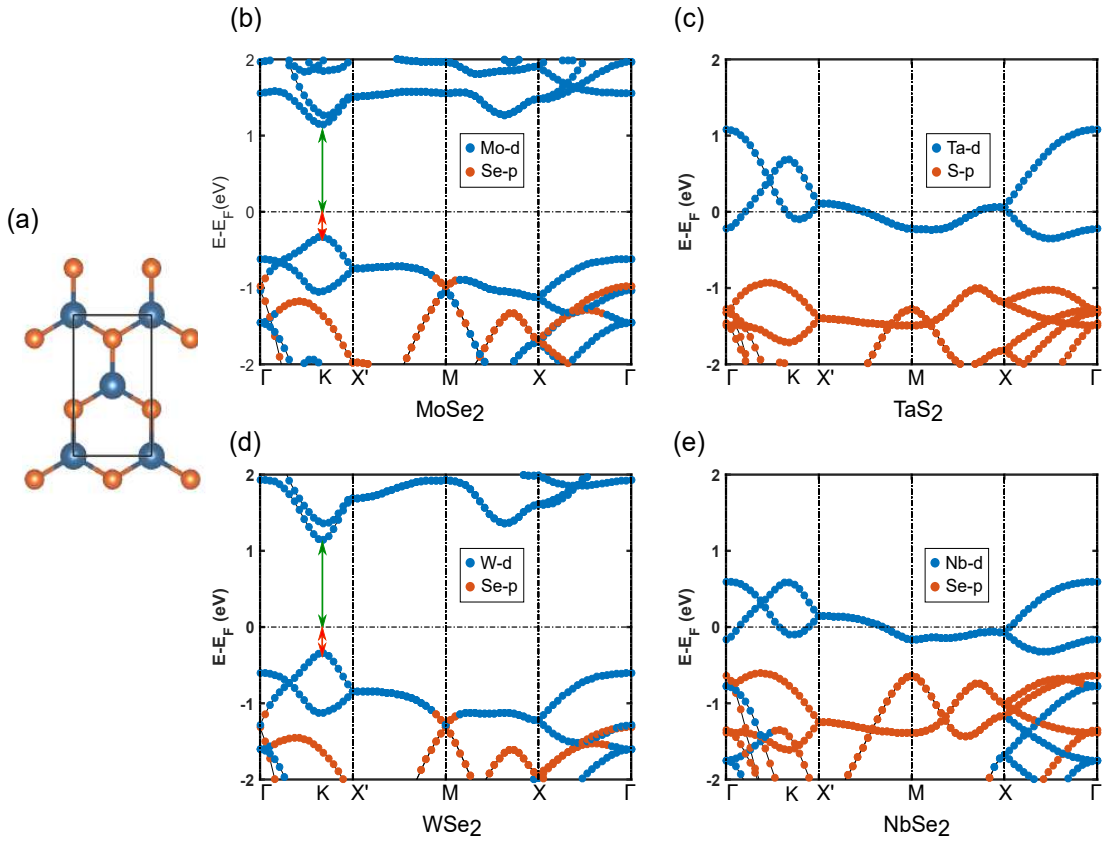 (a)
(b)
2
1
0
-1
-2
E-E_F(eV)
Mo-d
Se-p
Γ K X' M X Γ
MoSe₂
(c)
2
1
0
-1
-2
E-E_F (eV)
Ta-d
S-p
Γ K X' M X Γ
TaS₂
(d)
2
1
0
-1
-2
E-E_F (eV)
W-d
Se-p
Γ K X' M X Γ
WSe₂
(e)
2
1
0
-1
-2
E-E_F (eV)
Nb-d
Se-p
Γ K X' M X Γ
NbSe₂